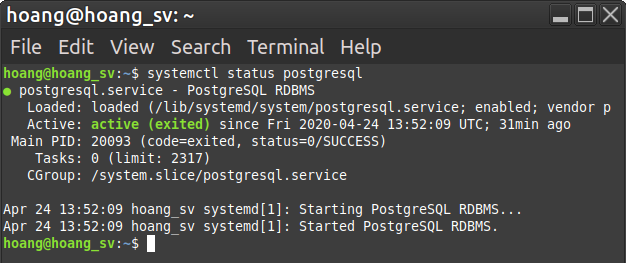 hoang@hoang_sv: ~
File Edit View Search Terminal Help
hoang@hoang_sv:~$ systemctl status postgresql
● postgresql.service - PostgreSQL RDBMS
   Loaded: loaded (/lib/systemd/system/postgresql.service; enabled; vendor p
   Active: active (exited) since Fri 2020-04-24 13:52:09 UTC; 31min ago
 Main PID: 20093 (code=exited, status=0/SUCCESS)
    Tasks: 0 (limit: 2317)
   CGroup: /system.slice/postgresql.service

Apr 24 13:52:09 hoang_sv systemd[1]: Starting PostgreSQL RDBMS...
Apr 24 13:52:09 hoang_sv systemd[1]: Started PostgreSQL RDBMS.
hoang@hoang_sv:~$